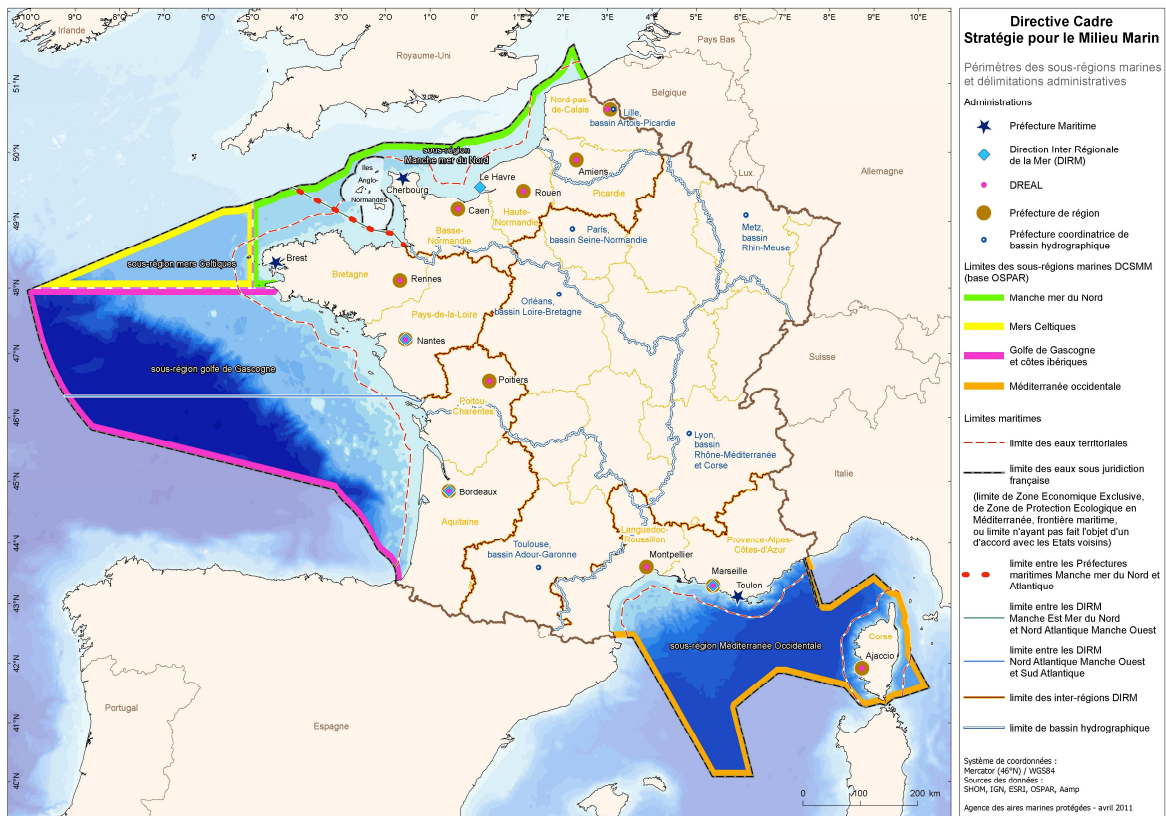 10°O
9°O
8°O
7°O
6°O
5°O
4°O
3°O
2°O
1°O
0°
1°E
2°E
3°E
4°E
5°E
6°E
7°E
8°E
9°E
10°E
Irlande
Royaume-Uni
Pays Bas
Belgique
Lux.
Allemagne
Suisse
Italie
Espagne
Portugal
51°N
50°N
49°N
48°N
47°N
46°N
45°N
44°N
43°N
42°N
41°N
40°N
Nord-pas-
de-Calais
Lille,
bassin Artois-Picardie
sous-région
Manche mer du Nord
Iles
Anglo-
Normandes
Cherbourg
Le Havre
Amiens
Picardie
Rouen
Caen
Haute-
Normandie
Basse-
Normandie
Paris,
bassin Seine-Normandie
Metz,
bassin
Rhin-Meuse
sous-région mers Celtiques
Brest
Bretagne
Rennes
Orléans,
bassin Loire-Bretagne
Pays-de-la-Loire
Nantes
sous-région golfe de Gascogne
Poitiers
Poitou-
Charentes
Lyon,
bassin
Rhône-Méditerranée
et Corse
Bordeaux
Aquitaine
Toulouse,
bassin Adour-Garonne
Languedoc-
Roussillon
Montpellier
Provence-Alpes-
Côtes-d'Azur
Marseille
Toulon
sous-région Méditerranée Occidentale
Corse
Ajaccio
0 100 200 km
Directive Cadre
Stratégie pour le Milieu Marin
Périmètres des sous-régions marines
et délimitations administratives
Administrations
Préfecture Maritime
Direction Inter Régionale
de la Mer (DIRM)
DREAL
Préfecture de région
Préfecture coordinatrice de
bassin hydrographique
Limites des sous-régions marines DCSMM
(base OSPAR)
Manche mer du Nord
Mers Celtiques
Golfe de Gascogne
et côtes ibériques
Méditerranée occidentale
Limites maritimes
limite des eaux territoriales
limite des eaux sous juridiction
française
(limite de Zone Economique Exclusive,
de Zone de Protection Ecologique en
Méditerranée, frontière maritime,
ou limite n'ayant pas fait l'objet d'un
d'accord avec les Etats voisins)
limite entre les Préfectures
maritimes Manche mer du Nord et
Atlantique
limite entre les DIRM
Manche Est Mer du Nord
et Nord Atlantique Manche Ouest
limite entre les DIRM
Nord Atlantique Manche Ouest
et Sud Atlantique
limite des inter-régions DIRM
limite de bassin hydrographique
Système de coordonnées :
Mercator (46°N) / WGS84
Sources des données :
SHOM, IGN, ESRI, OSPAR, Aamp
Agence des aires marines protégées - avril 2011